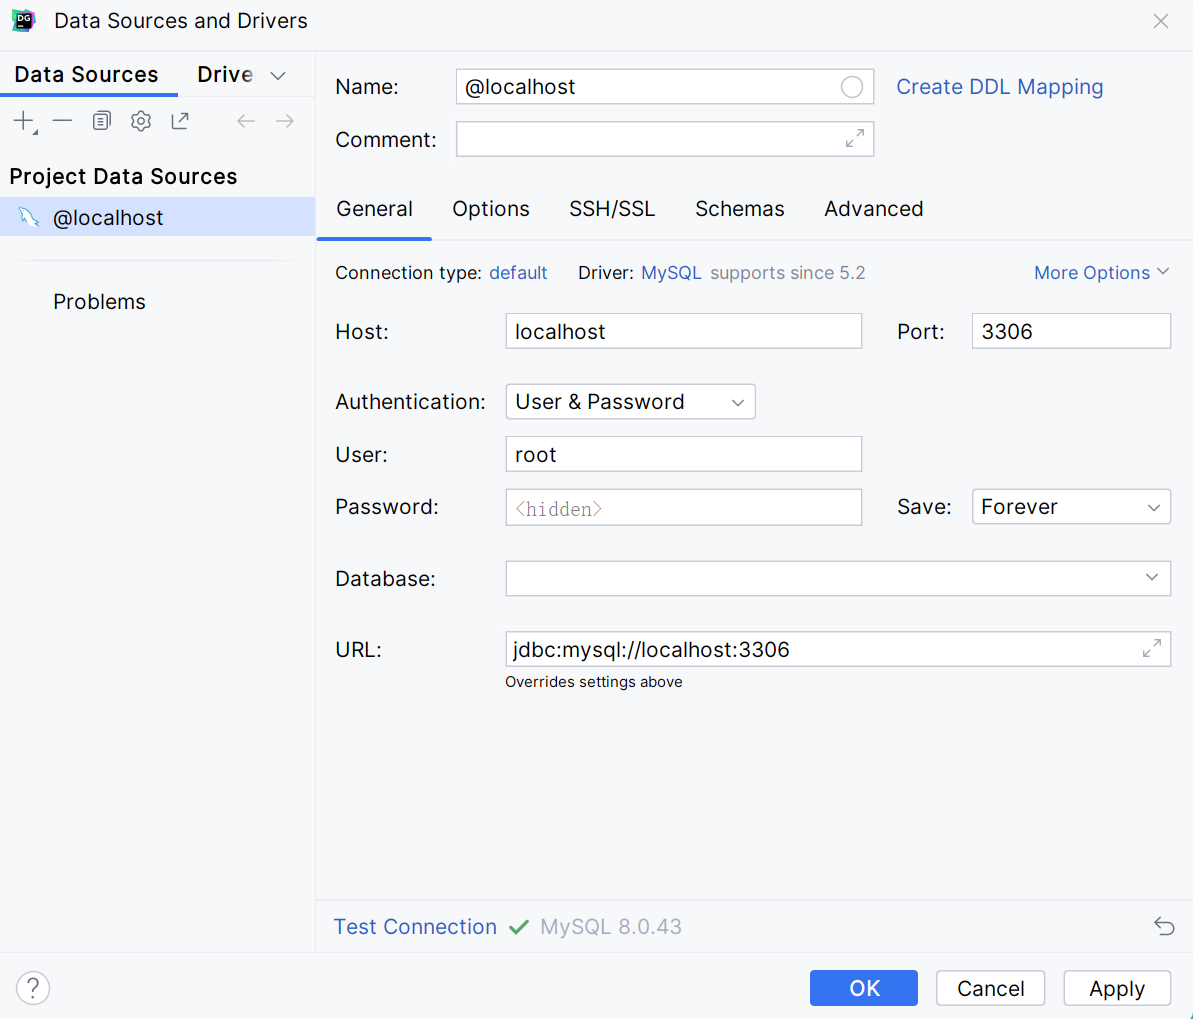 DG
Data Sources and Drivers
Data Sources
Drive
Project Data Sources
@localhost
Problems
Name: @localhost
Create DDL Mapping
Comment:
General Options SSH/SSL Schemas Advanced
Connection type: default Driver: MySQL supports since 5.2 More Options
Host: localhost Port: 3306
Authentication: User & Password
User: root
Password: <hidden> Save: Forever
Database:
URL: jdbc:mysql://localhost:3306
Overrides settings above
Test Connection MySQL 8.0.43
? OK Cancel Apply